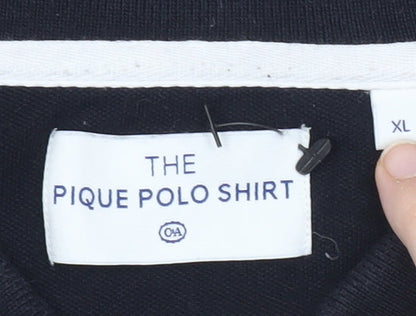 THE
PIQUE POLO SHIRT
C&A
XL